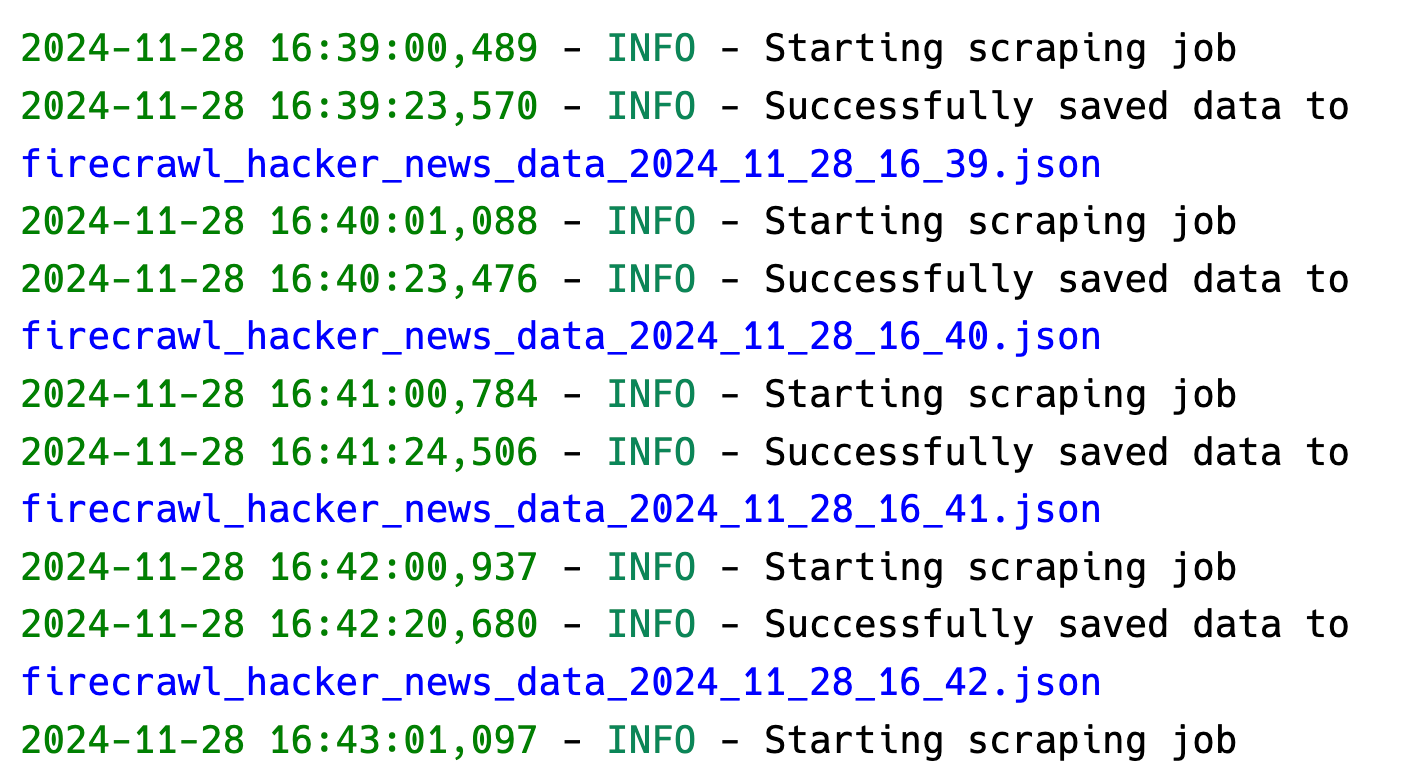 2024-11-28 16:39:00,489 - INFO - Starting scraping job
2024-11-28 16:39:23,570 - INFO - Successfully saved data to
firecrawl_hacker_news_data_2024_11_28_16_39.json
2024-11-28 16:40:01,088 - INFO - Starting scraping job
2024-11-28 16:40:23,476 - INFO - Successfully saved data to
firecrawl_hacker_news_data_2024_11_28_16_40.json
2024-11-28 16:41:00,784 - INFO - Starting scraping job
2024-11-28 16:41:24,506 - INFO - Successfully saved data to
firecrawl_hacker_news_data_2024_11_28_16_41.json
2024-11-28 16:42:00,937 - INFO - Starting scraping job
2024-11-28 16:42:20,680 - INFO - Successfully saved data to
firecrawl_hacker_news_data_2024_11_28_16_42.json
2024-11-28 16:43:01,097 - INFO - Starting scraping job